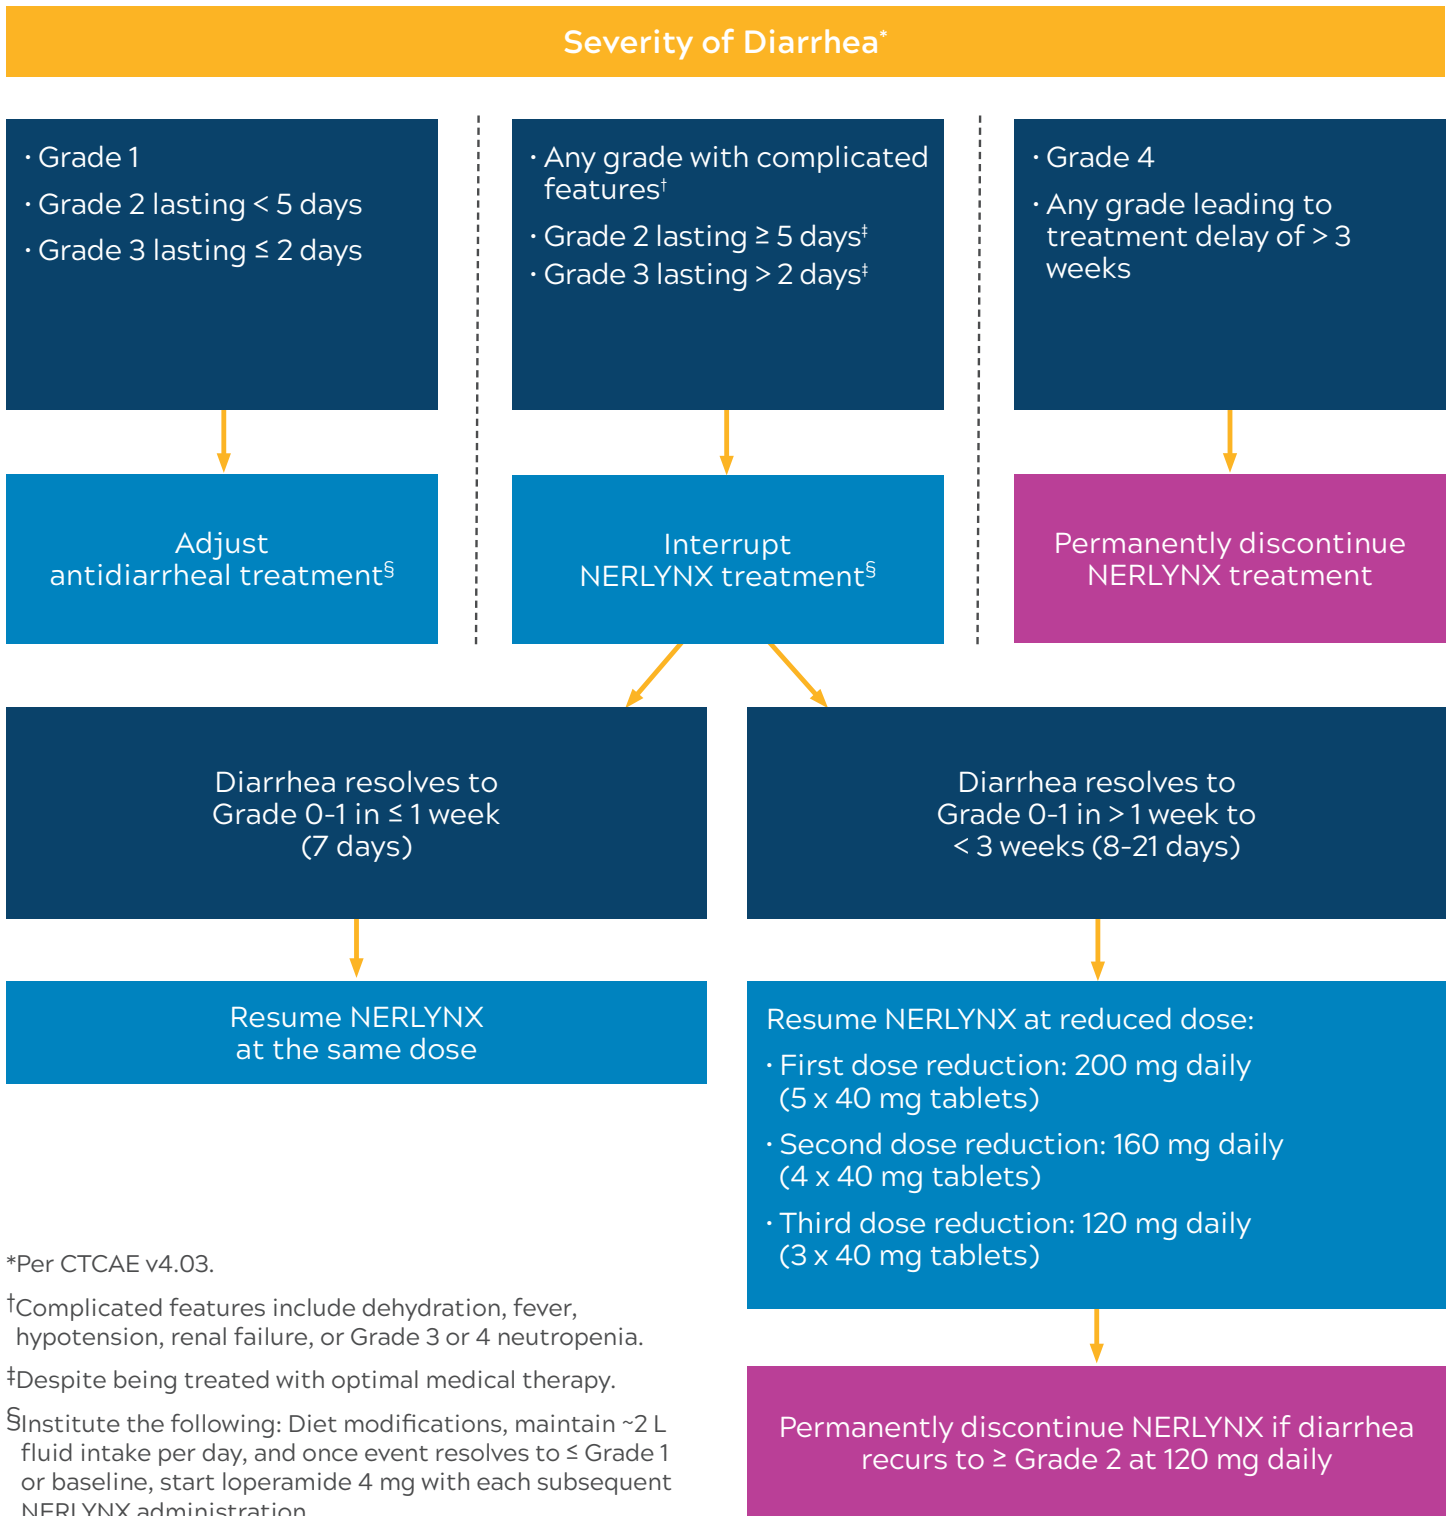 Severity of Diarrhea*
· Grade 1
· Grade 2 lasting < 5 days
· Grade 3 lasting ≤ 2 days
· Any grade with complicated
features†
· Grade 2 lasting ≥ 5 days‡
· Grade 3 lasting > 2 days‡
· Grade 4
· Any grade leading to
treatment delay of > 3
weeks
Adjust
antidiarrheal treatment§
Interrupt
NERLYNX treatment§
Permanently discontinue
NERLYNX treatment
Diarrhea resolves to
Grade 0-1 in ≤ 1 week
(7 days)
Diarrhea resolves to
Grade 0-1 in > 1 week to
< 3 weeks (8-21 days)
Resume NERLYNX
at the same dose
Resume NERLYNX at reduced dose:
· First dose reduction: 200 mg daily
(5 x 40 mg tablets)
· Second dose reduction: 160 mg daily
(4 x 40 mg tablets)
· Third dose reduction: 120 mg daily
(3 x 40 mg tablets)
Permanently discontinue NERLYNX if diarrhea
recurs to ≥ Grade 2 at 120 mg daily
*Per CTCAE v4.03.
†Complicated features include dehydration, fever,
hypotension, renal failure, or Grade 3 or 4 neutropenia.
‡Despite being treated with optimal medical therapy.
§Institute the following: Diet modifications, maintain ~2 L
fluid intake per day, and once event resolves to ≤ Grade 1
or baseline, start loperamide 4 mg with each subsequent
NERLYNX administration